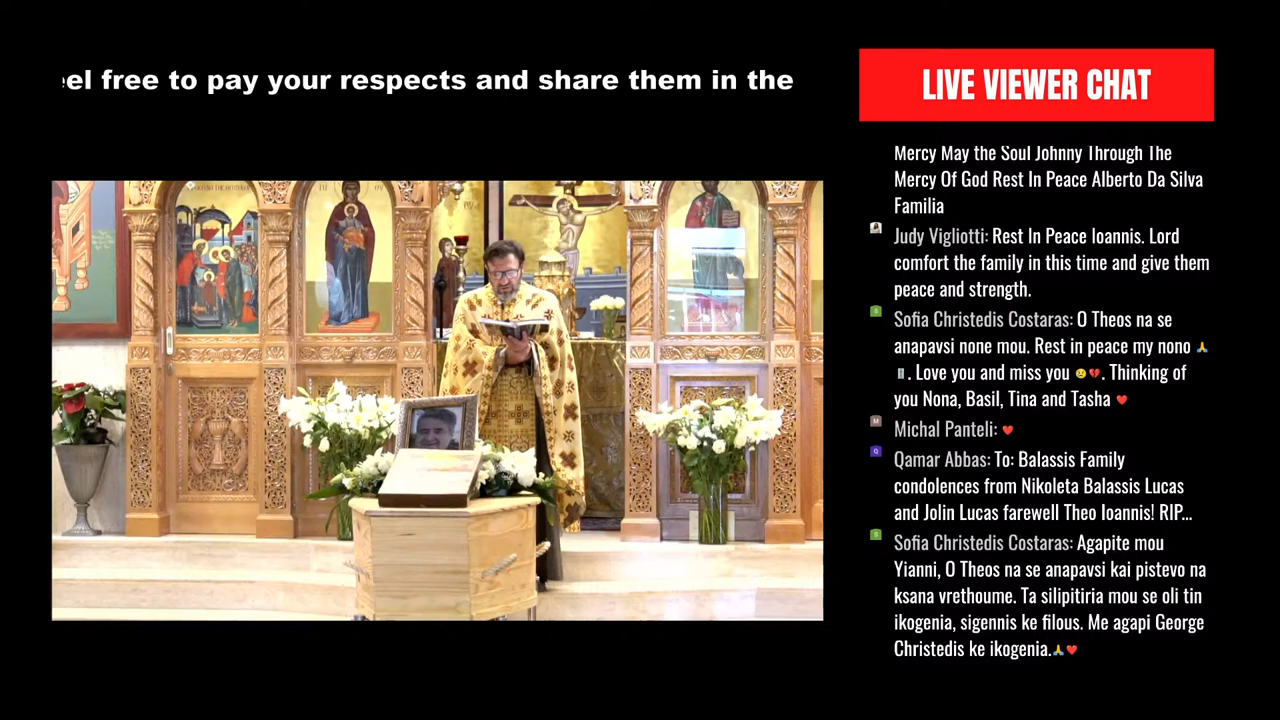 el free to pay your respects and share them in the
LIVE VIEWER CHAT
Mercy May the Soul Johnny Through The
Mercy Of God Rest In Peace Alberto Da Silva
Familia
Judy Vigliotti: Rest In Peace Ioannis. Lord
comfort the family in this time and give them
peace and strength.
Sofia Christedis Costaras: O Theos na se
anapavsi none mou. Rest in peace my nono 🙏
. Love you and miss you 😢💔. Thinking of
you Nona, Basil, Tina and Tasha ❤️
Michal Panteli: ❤️
Qamar Abbas: To: Balassis Family
condolences from Nikoleta Balassis Lucas
and Jolin Lucas farewell Theo Ioannis! RIP...
Sofia Christedis Costaras: Agapite mou
Yianni, O Theos na se anapavsi kai pistevo na
ksana vrethoume. Ta silipitiria mou se oli tin
ikogenia, sigennis ke filous. Me agapi George
Christedis ke ikogenia.🙏❤️